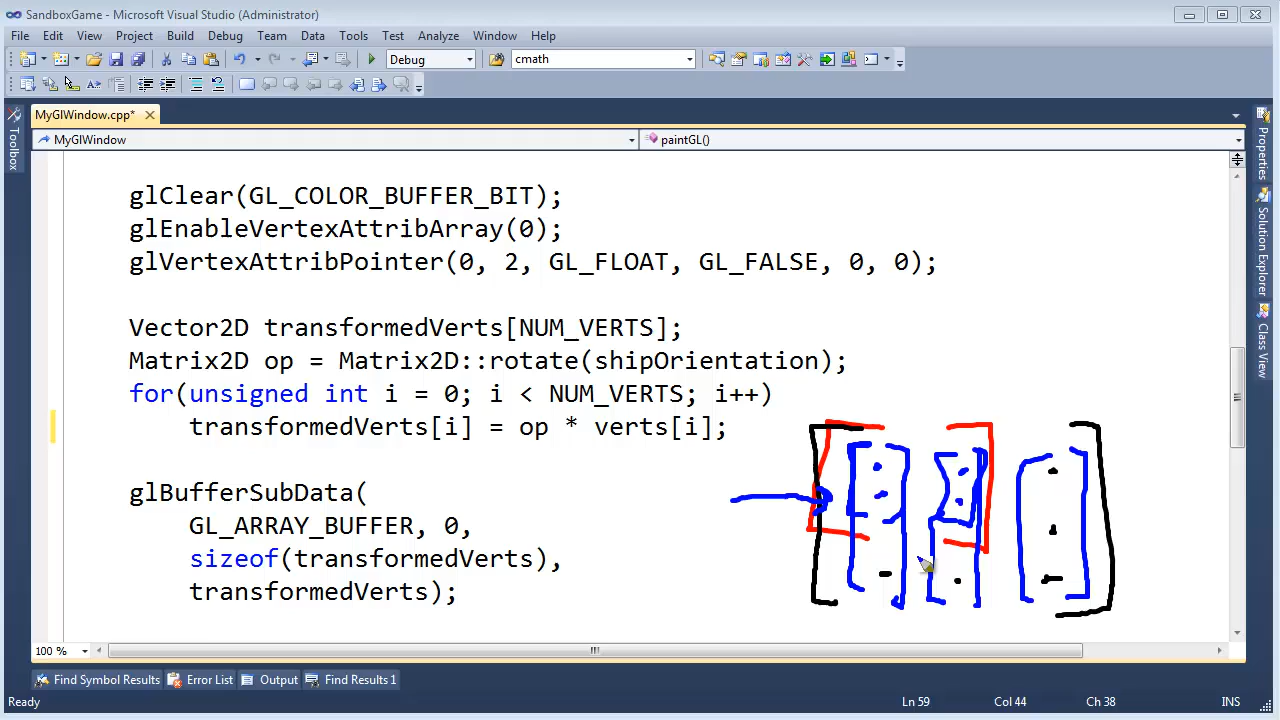 SandboxGame - Microsoft Visual Studio (Administrator)
File Edit View Project Build Debug Team Data Tools Test Analyze Window Help
Debug cmath
MyGlWindow.cpp*
MyGlWindow paintGL()
Toolbox
Properties
Solution Explorer
Class View
glClear(GL_COLOR_BUFFER_BIT);
glEnableVertexAttribArray(0);
glVertexAttribPointer(0, 2, GL_FLOAT, GL_FALSE, 0, 0);
Vector2D transformedVerts[NUM_VERTS];
Matrix2D op = Matrix2D::rotate(shipOrientation);
for(unsigned int i = 0; i < NUM_VERTS; i++)
transformedVerts[i] = op * verts[i];
glBufferSubData(
GL_ARRAY_BUFFER, 0,
sizeof(transformedVerts),
transformedVerts);
100 %
Find Symbol Results Error List Output Find Results 1
Ready Ln 59 Col 44 Ch 38 INS